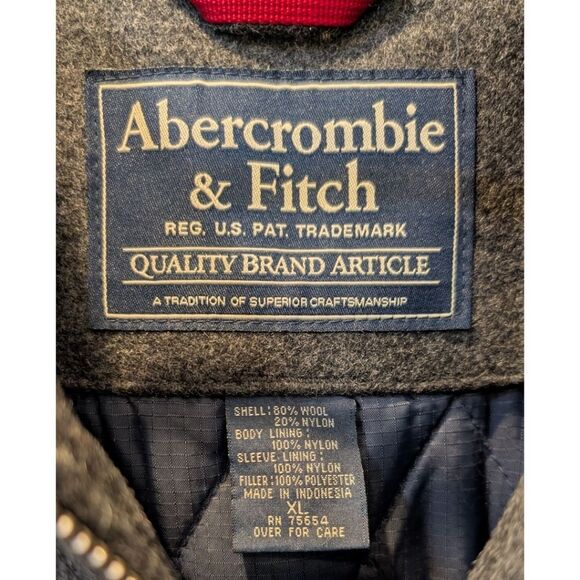 Abercrombie
& Fitch
REG. U.S. PAT. TRADEMARK
QUALITY BRAND ARTICLE
A TRADITION OF SUPERIOR CRAFTSMANSHIP
SHELL: 80% WOOL
20% NYLON
BODY LINING:
100% NYLON
SLEEVE LINING:
100% NYLON
FILLER: 100% POLYESTER
MADE IN INDONESIA
XL
RN 75654
OVER FOR CARE